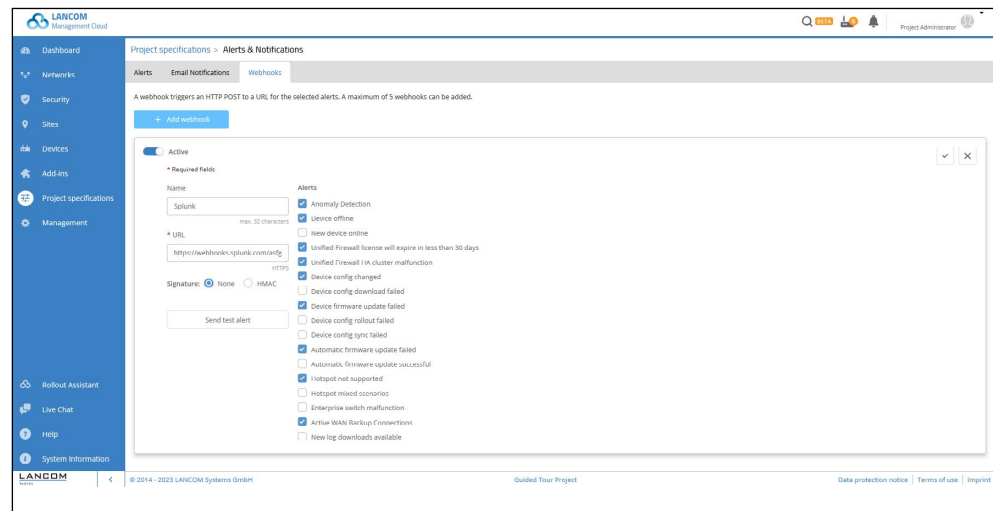 LANCOM
Management Cloud
BETA
6
Project Administrator
Dashboard
Networks
Security
Sites
Devices
Add-ins
Project specifications
Management
Rollout Assistant
Live Chat
Help
System Information
LANCOM
Systems
Project specifications > Alerts & Notifications
Alerts Email Notifications Webhooks
A webhook triggers an HTTP POST to a URL for the selected alerts. A maximum of 5 webhooks can be added.
+ Add webhook
Active
* Required fields
Name
Splunk
max. 32 characters
* URL
https://webhooks.splunk.com/asfg
HTTPS
Signature: None HMAC
Send test alert
Alerts
Anomaly Detection
Device offline
New device online
Unified Firewall license will expire in less than 30 days
Unified Firewall HA cluster malfunction
Device config changed
Device config download failed
Device firmware update failed
Device config rollout failed
Device config sync failed
Automatic firmware update failed
Automatic firmware update successful
Hotspot not supported
Hotspot mixed scenarios
Enterprise switch malfunction
Active WAN Backup Connections
New log downloads available
© 2014 - 2023 LANCOM Systems GmbH
Guided Tour Project
Data protection notice | Terms of use | Imprint